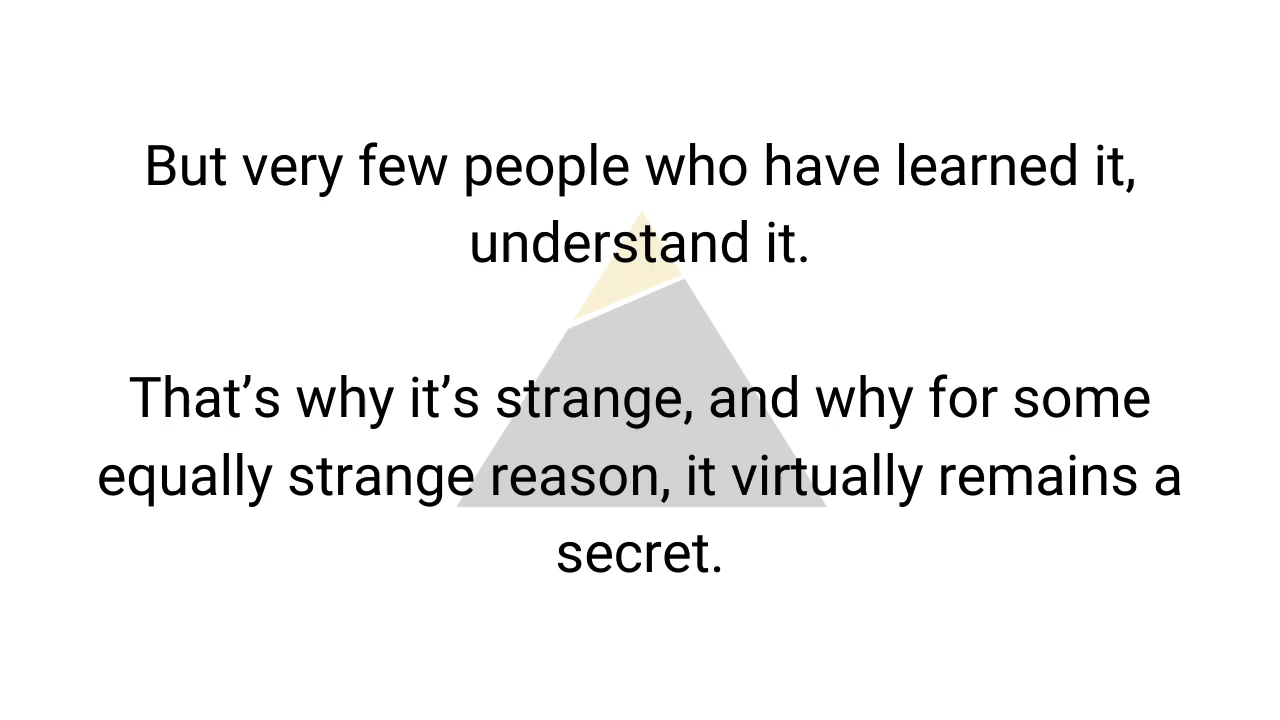 But very few people who have learned it,
understand it.
That’s why it’s strange, and why for some
equally strange reason, it virtually remains a
secret.